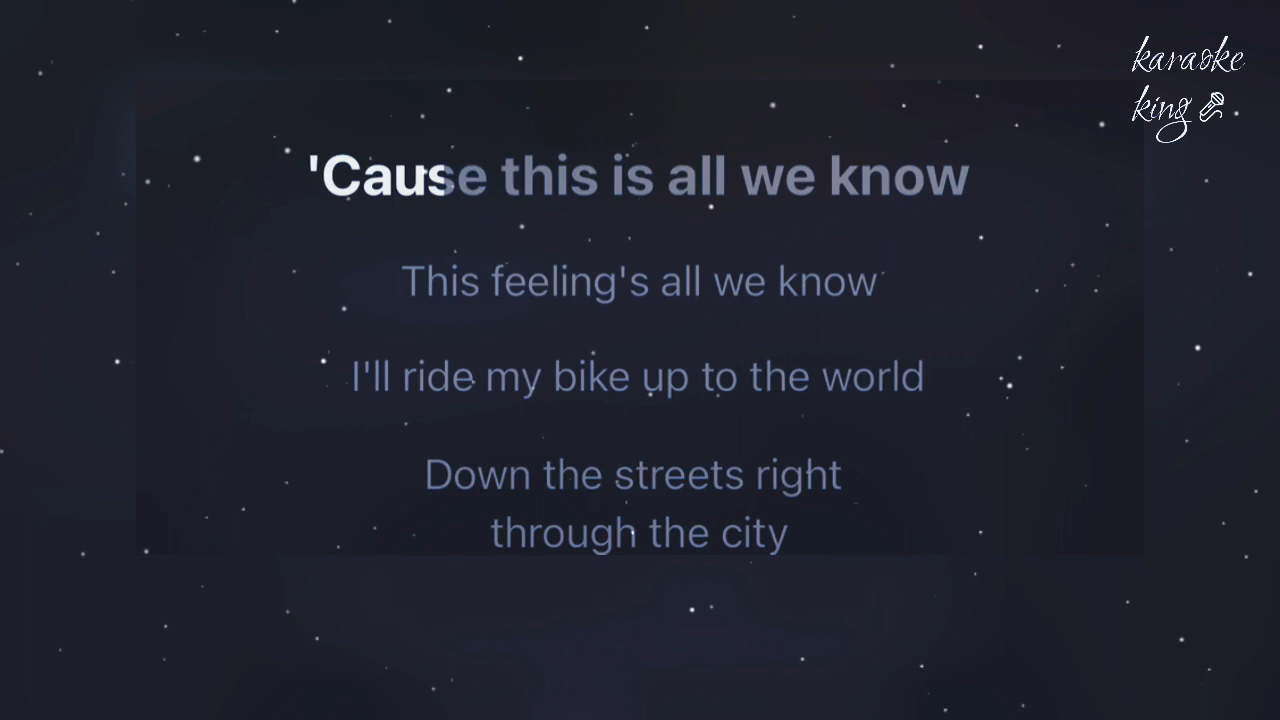 karaoke
king
'Cause this is all we know
This feeling's all we know
I'll ride my bike up to the world
Down the streets right
through the city